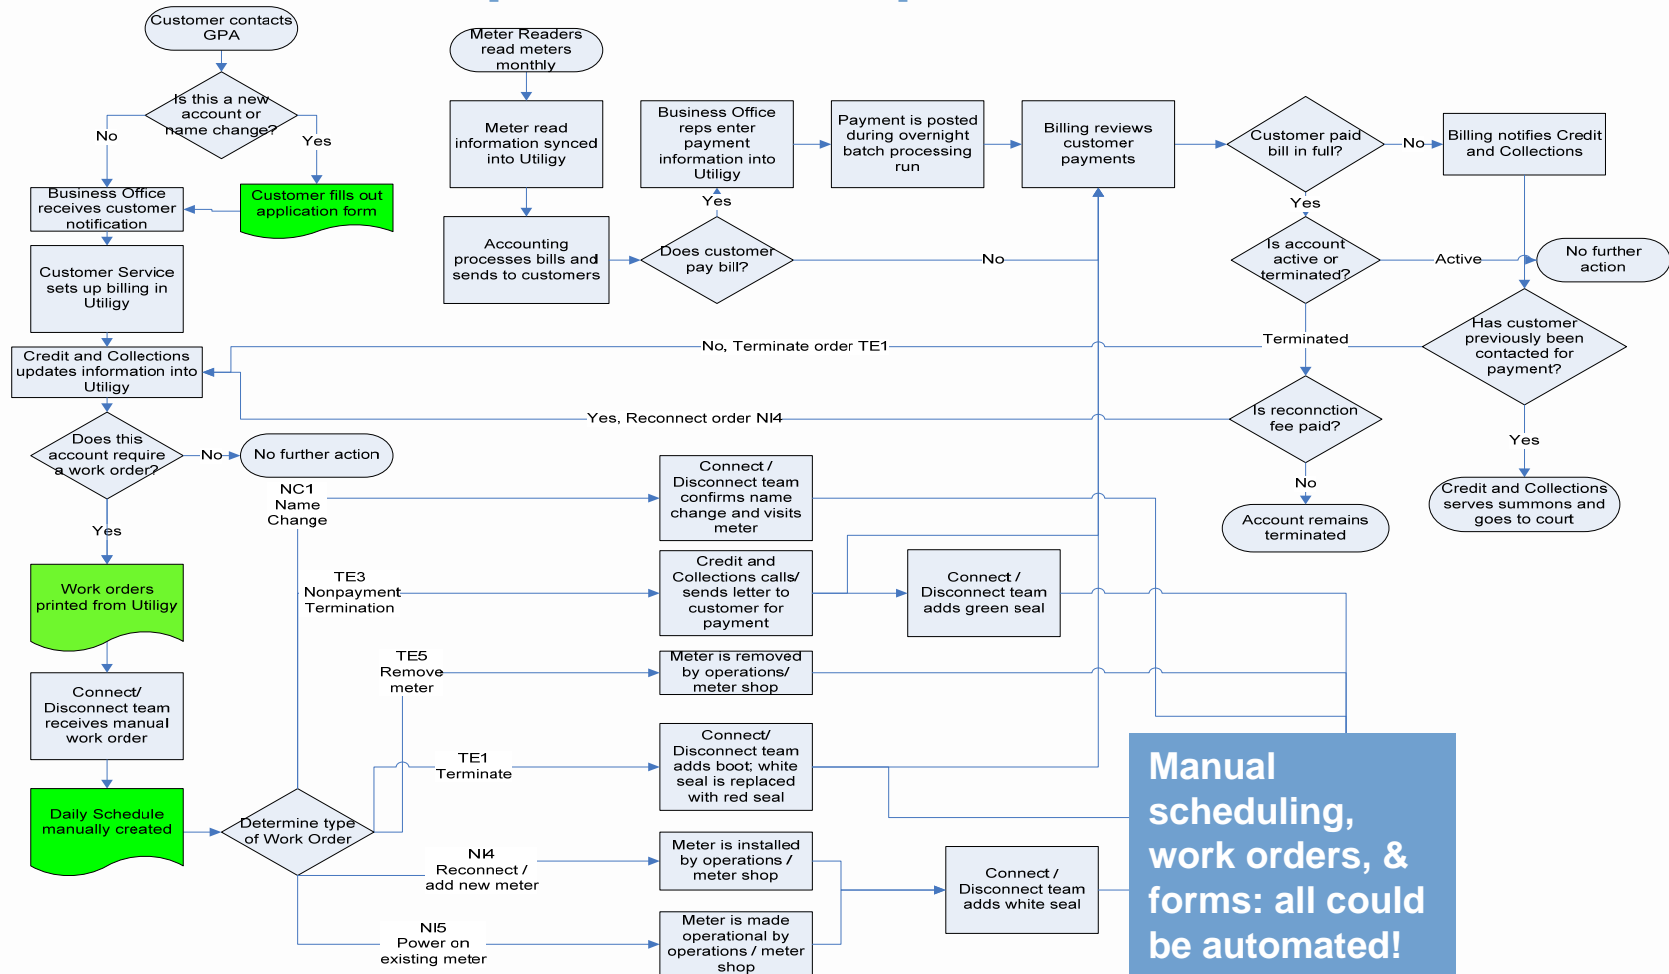 Customer contacts
GPA
Is this a new
account or
name change?
No
Yes
Business Office
receives customer
notification
Customer fills out
application form
Customer Service
sets up billing in
Utiligy
Credit and Collections
updates information into
Utiligy
Does this
account require
a work order?
No
No further action
Yes
Work orders
printed from Utiligy
Connect/
Disconnect team
receives manual
work order
Daily Schedule
manually created
Determine type
of Work Order
Meter Readers
read meters
monthly
Meter read
information synced
into Utiligy
Accounting
processes bills and
sends to customers
Does customer
pay bill?
Yes
No
Business Office
reps enter
payment
information into
Utiligy
Payment is posted
during overnight
batch processing
run
Billing reviews
customer
payments
Customer paid
bill in full?
No
Billing notifies Credit
and Collections
Yes
Is account
active or
terminated?
Active
No further
action
Terminated
Has customer
previously been
contacted for
payment?
No, Terminate order TE1
Yes
Credit and Collections
serves summons and
goes to court
Is reconnction
fee paid?
Yes, Reconnect order NI4
No
Account remains
terminated
NC1
Name
Change
Connect /
Disconnect team
confirms name
change and visits
meter
TE3
Nonpayment
Termination
Credit and
Collections calls/
sends letter to
customer for
payment
Connect /
Disconnect team
adds green seal
TE5
Remove
meter
Meter is removed
by operations/
meter shop
TE1
Terminate
Connect/
Disconnect team
adds boot; white
seal is replaced
with red seal
NI4
Reconnect /
add new meter
Meter is installed
by operations /
meter shop
Connect /
Disconnect team
adds white seal
NI5
Power on
existing meter
Meter is made
operational by
operations / meter
shop
Manual
scheduling,
work orders, &
forms: all could
be automated!